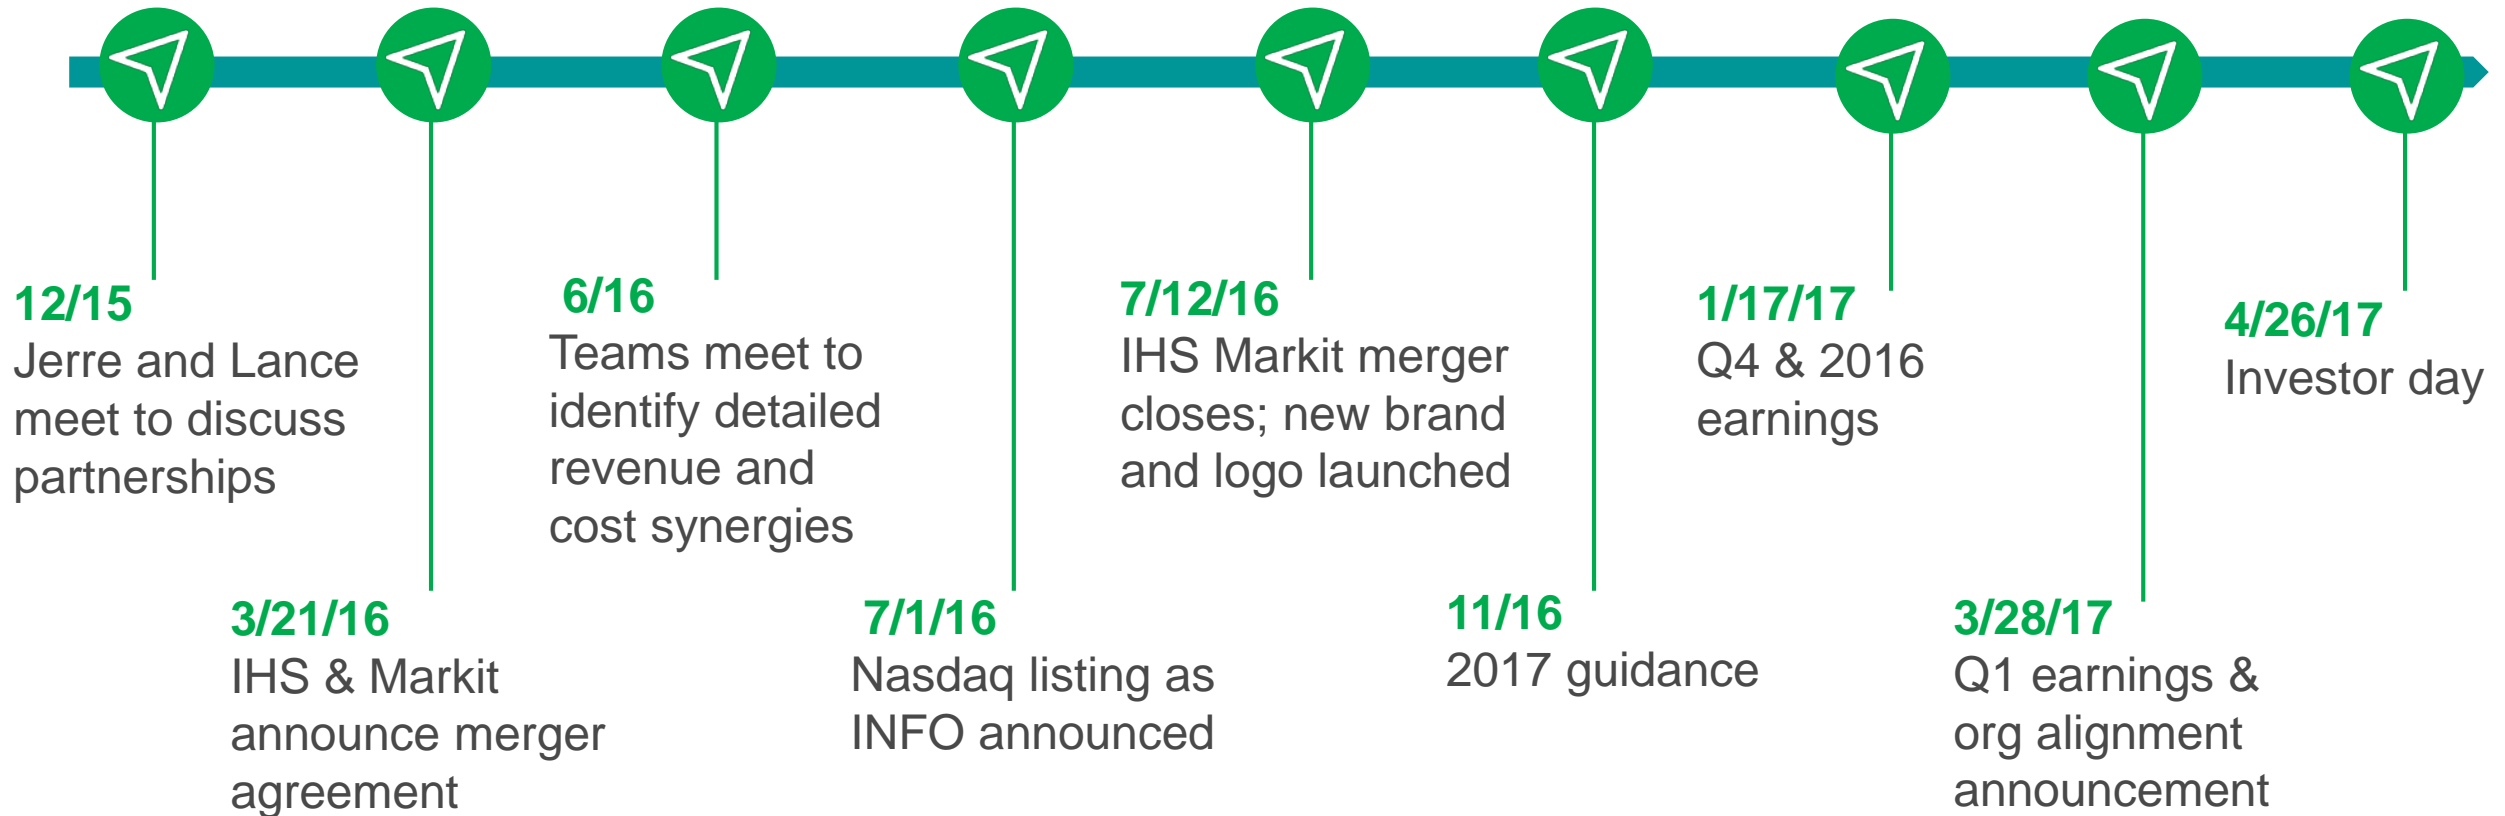 12/15
Jerre and Lance
meet to discuss
partnerships
3/21/16
IHS & Markit
announce merger
agreement
6/16
Teams meet to
identify detailed
revenue and
cost synergies
7/1/16
Nasdaq listing as
INFO announced
7/12/16
IHS Markit merger
closes; new brand
and logo launched
11/16
2017 guidance
1/17/17
Q4 & 2016
earnings
3/28/17
Q1 earnings &
org alignment
announcement
4/26/17
Investor day